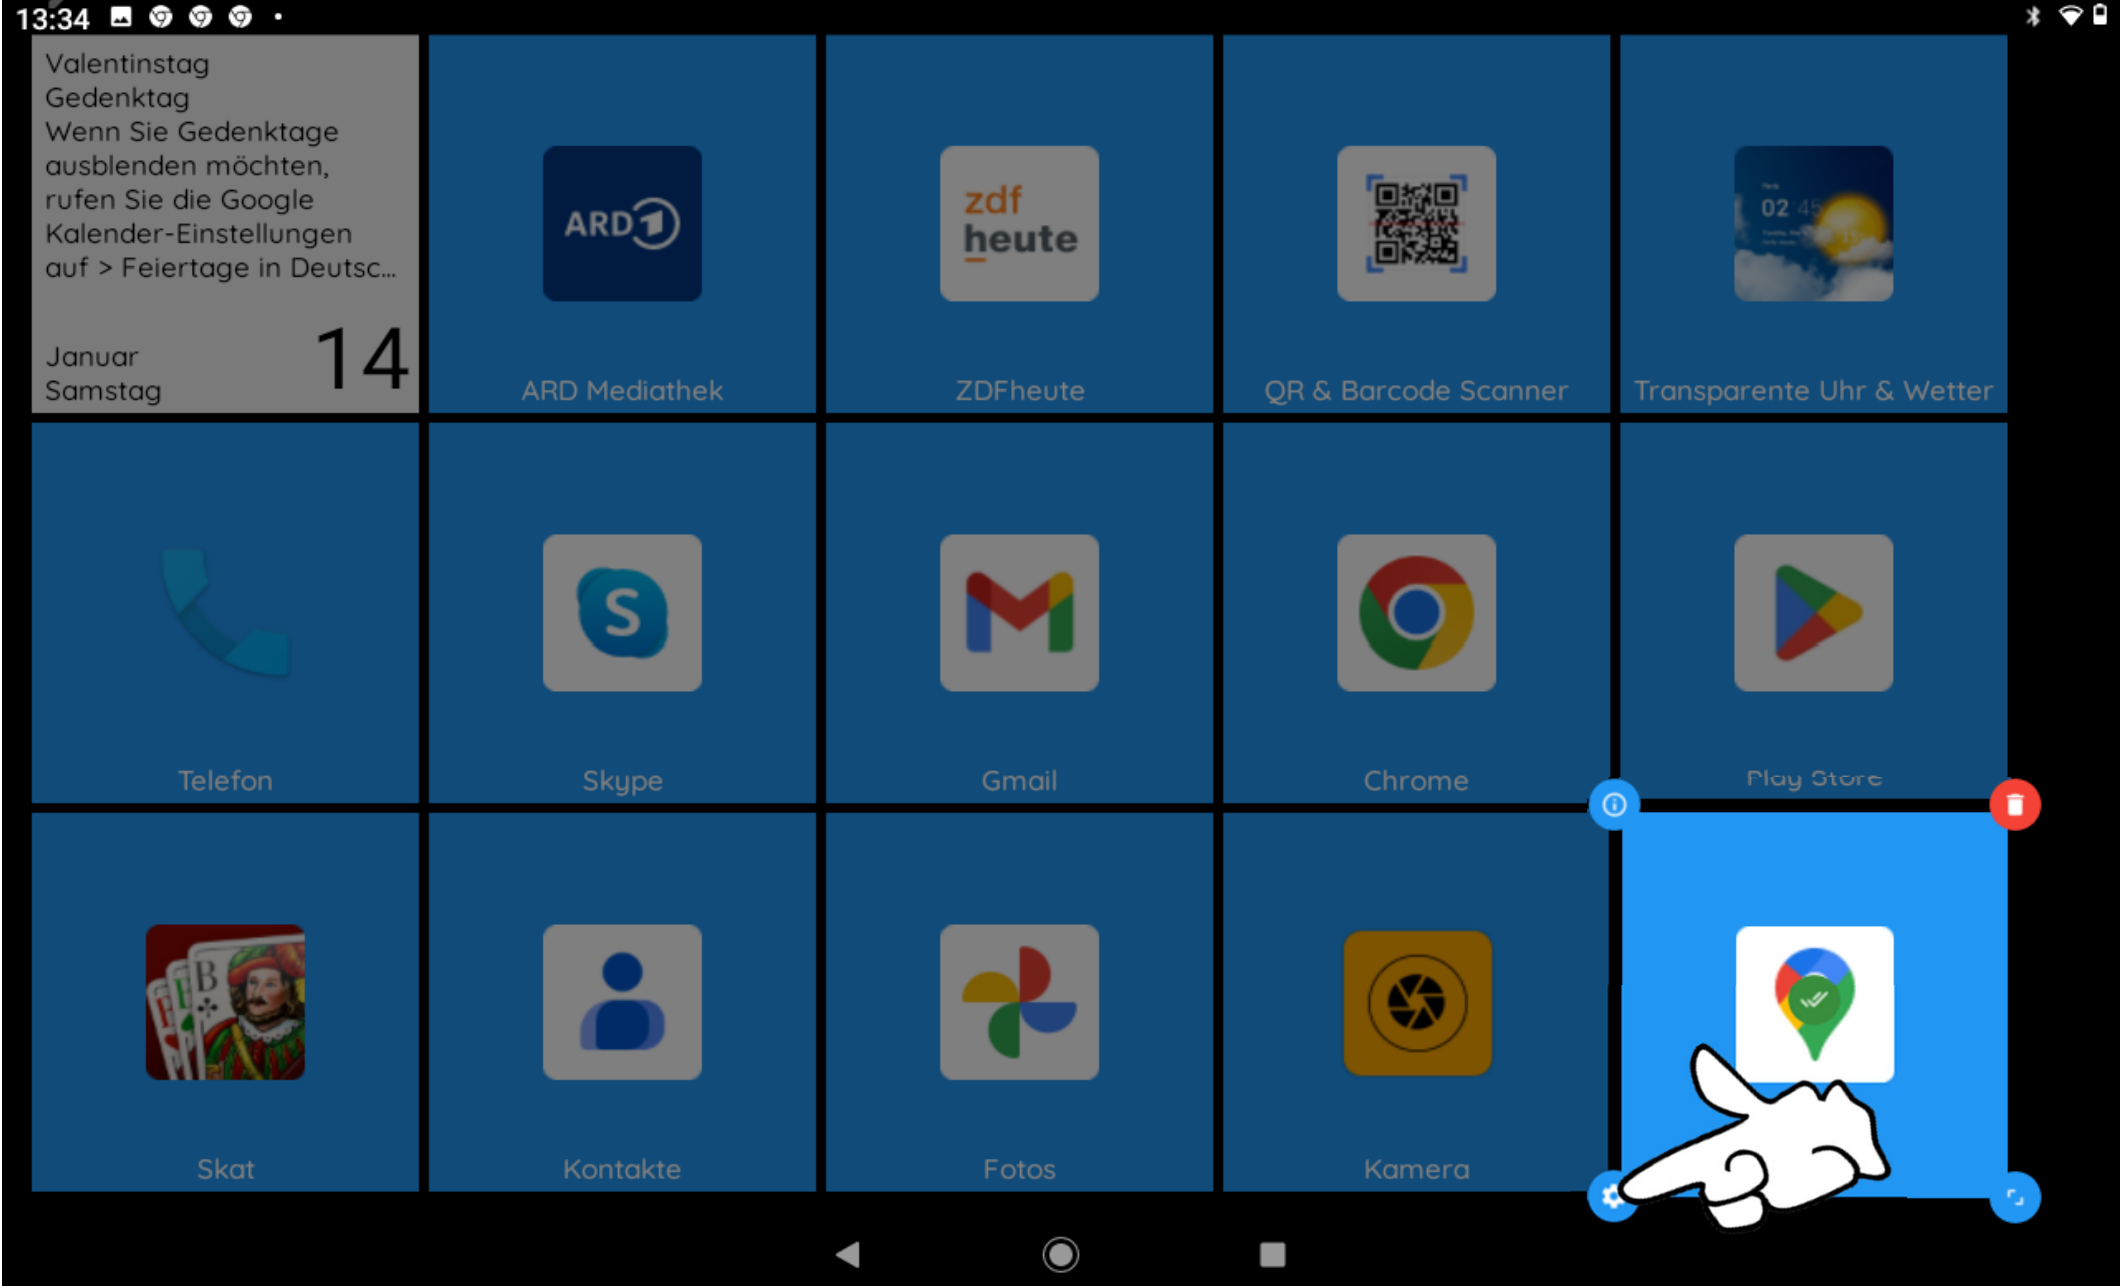 13:34
Valentinstag
Gedenktag
Wenn Sie Gedenktage
ausblenden möchten,
rufen Sie die Google
Kalender-Einstellungen
auf > Feiertage in Deutsc...
Januar
Samstag
14
ARD 1
ARD Mediathek
zdf
heute
ZDFheute
QR & Barcode Scanner
02:45
Transparente Uhr & Wetter
Telefon
S
Skype
Gmail
Chrome
Play Store
B
Skat
Kontakte
Fotos
Kamera